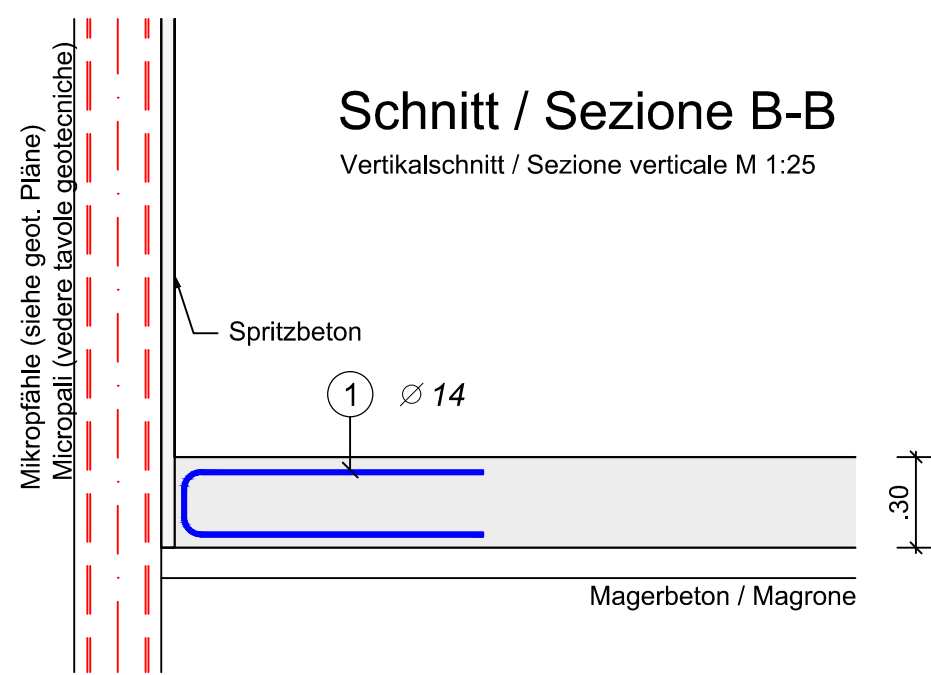 Schnitt / Sezione B-B
Vertikalschnitt / Sezione verticale M 1:25
Mikropfähle (siehe geot. Pläne)
Micropali (vedere tavole geotecniche)
Spritzbeton
1 ∅ 14
.30
Magerbeton / Magrone